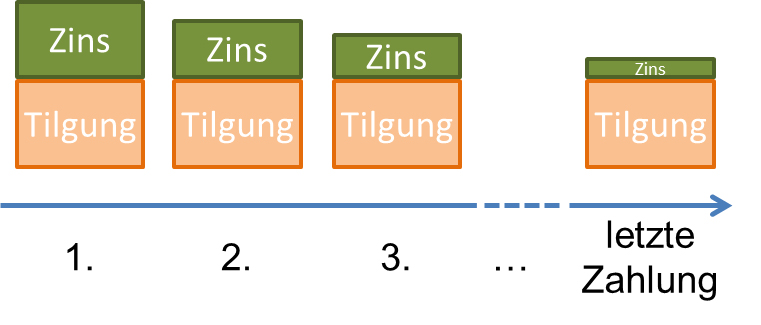 Zins
Zins
Zins
Zins
Tilgung
Tilgung
Tilgung
Tilgung
1.
2.
3.
...
letzte
Zahlung